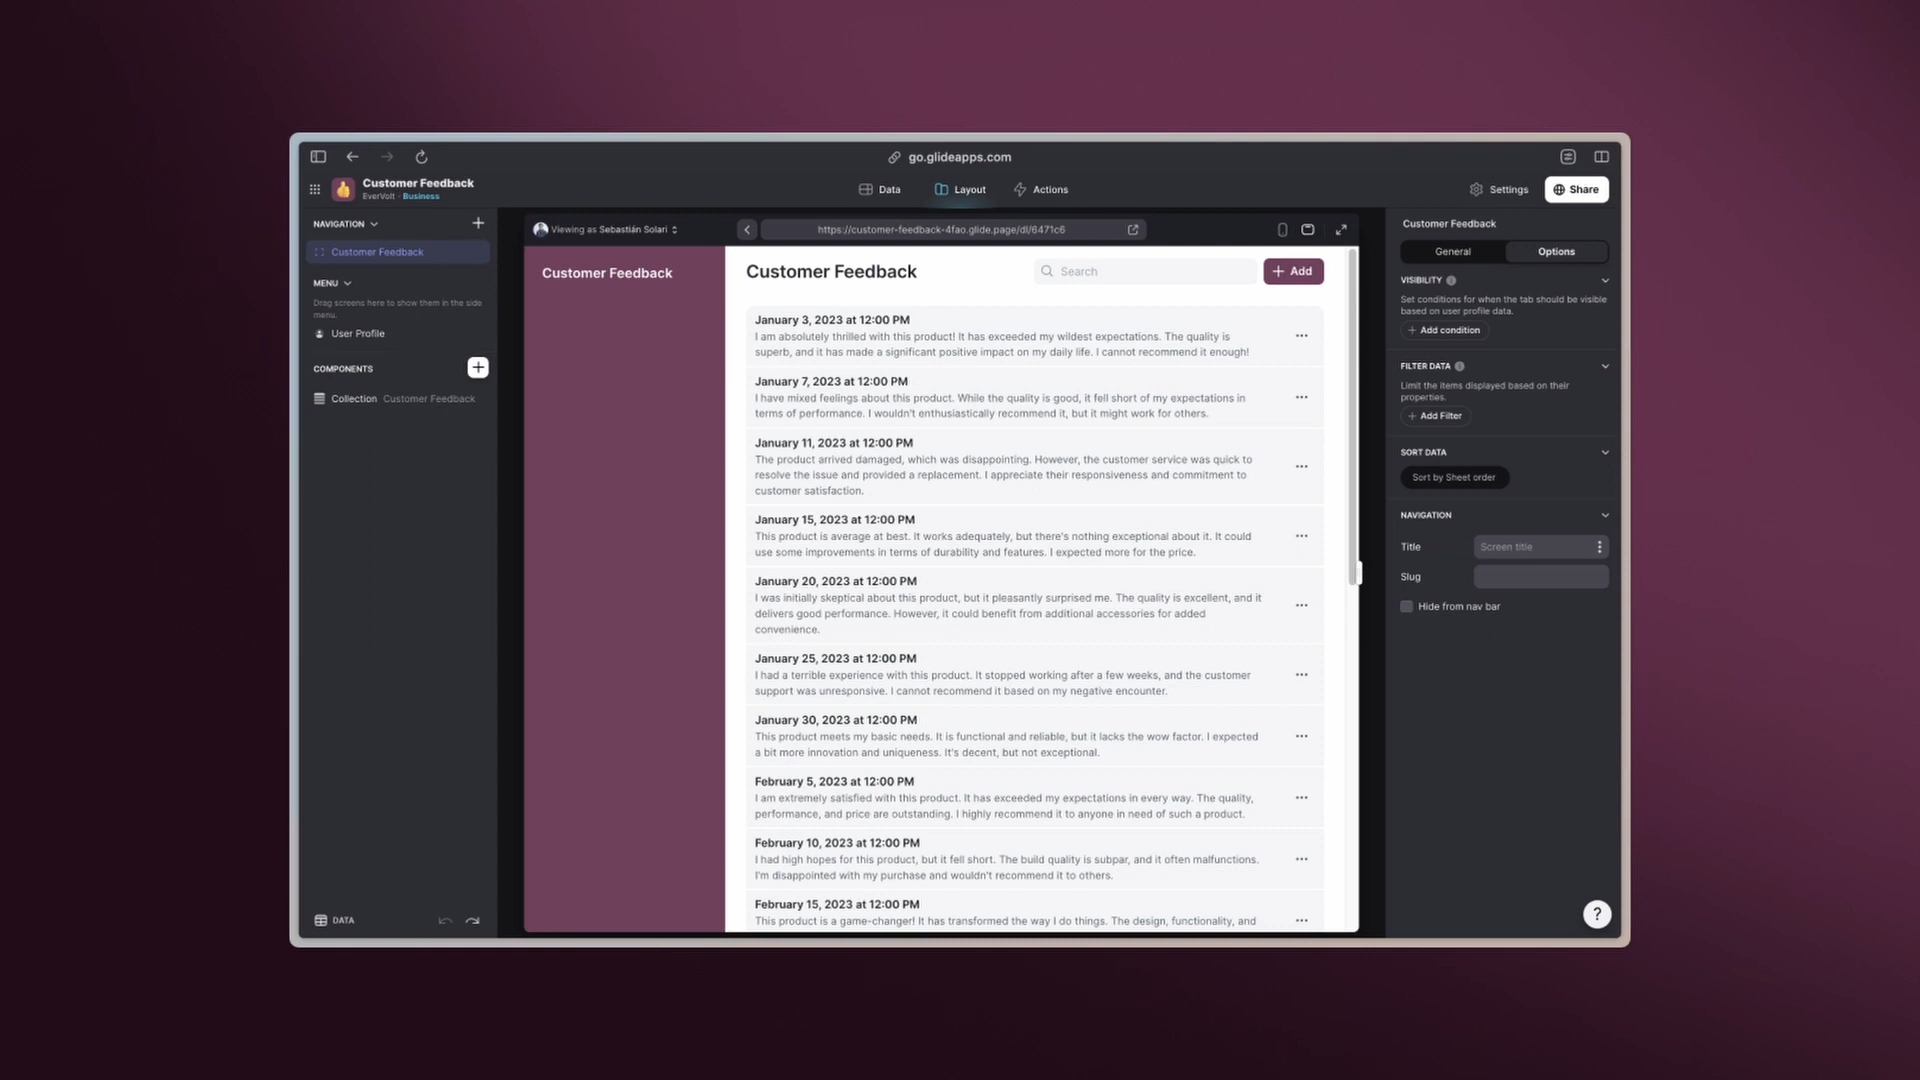 go.glideapps.com
Customer Feedback
EverVolt · Business
Data
Layout
Actions
Settings
Share
NAVIGATION
Customer Feedback
MENU
Drag screens here to show them in the side
menu.
User Profile
COMPONENTS
Collection Customer Feedback
DATA
Viewing as Sebastián Solari
https://customer-feedback-4fao.glide.page/dl/6471c6
Customer Feedback
Customer Feedback
Search
Add
January 3, 2023 at 12:00 PM
I am absolutely thrilled with this product! It has exceeded my wildest expectations. The quality is
superb, and it has made a significant positive impact on my daily life. I cannot recommend it enough!
January 7, 2023 at 12:00 PM
I have mixed feelings about this product. While the quality is good, it fell short of my expectations in
terms of performance. I wouldn't enthusiastically recommend it, but it might work for others.
January 11, 2023 at 12:00 PM
The product arrived damaged, which was disappointing. However, the customer service was quick to
resolve the issue and provided a replacement. I appreciate their responsiveness and commitment to
customer satisfaction.
January 15, 2023 at 12:00 PM
This product is average at best. It works adequately, but there's nothing exceptional about it. It could
use some improvements in terms of durability and features. I expected more for the price.
January 20, 2023 at 12:00 PM
I was initially skeptical about this product, but it pleasantly surprised me. The quality is excellent, and it
delivers good performance. However, it could benefit from additional accessories for added
convenience.
January 25, 2023 at 12:00 PM
I had a terrible experience with this product. It stopped working after a few weeks, and the customer
support was unresponsive. I cannot recommend it based on my negative encounter.
January 30, 2023 at 12:00 PM
This product meets my basic needs. It is functional and reliable, but it lacks the wow factor. I expected
a bit more innovation and uniqueness. It's decent, but not exceptional.
February 5, 2023 at 12:00 PM
I am extremely satisfied with this product. It has exceeded my expectations in every way. The quality,
performance, and price are outstanding. I highly recommend it to anyone in need of such a product.
February 10, 2023 at 12:00 PM
I had high hopes for this product, but it fell short. The build quality is subpar, and it often malfunctions.
I'm disappointed with my purchase and wouldn't recommend it to others.
February 15, 2023 at 12:00 PM
This product is a game-changer! It has transformed the way I do things. The design, functionality, and
Customer Feedback
General
Options
VISIBILITY
Set conditions for when the tab should be visible
based on user profile data.
Add condition
FILTER DATA
Limit the items displayed based on their
properties.
Add Filter
SORT DATA
Sort by Sheet order
NAVIGATION
Title
Screen title
Slug
Hide from nav bar
?